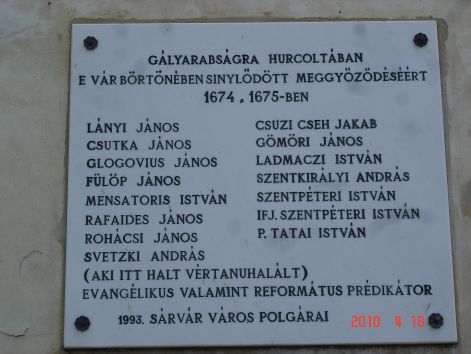 GÁLYARABSÁGRA HURCOLTÁBAN
E VÁR BÖRTÖNÉBEN SINYLŐDÖTT MEGGYŐZŐDÉSÉÉRT
1674, 1675-BEN
LÁNYI JÁNOS
CSUTKA JÁNOS
GLOGOVIUS JÁNOS
FÜLÖP JÁNOS
MENSATORIS ISTVÁN
RAFAIDES JÁNOS
ROHÁCSI JÁNOS
SVETZKI ANDRÁS
(AKI ITT HALT VÉRTANUHALÁLT)
CSUZI CSEH JAKAB
GÖMÖRI JÁNOS
LADMACZI ISTVÁN
SZENTKIRÁLYI ANDRÁS
SZENTPÉTERI ISTVÁN
IFJ. SZENTPÉTERI ISTVÁN
P. TATAI ISTVÁN
EVANGÉLIKUS VALAMINT REFORMÁTUS PRÉDIKÁTOR
1993. SÁRVÁR VÁROS POLGÁRAI
2010 4 18